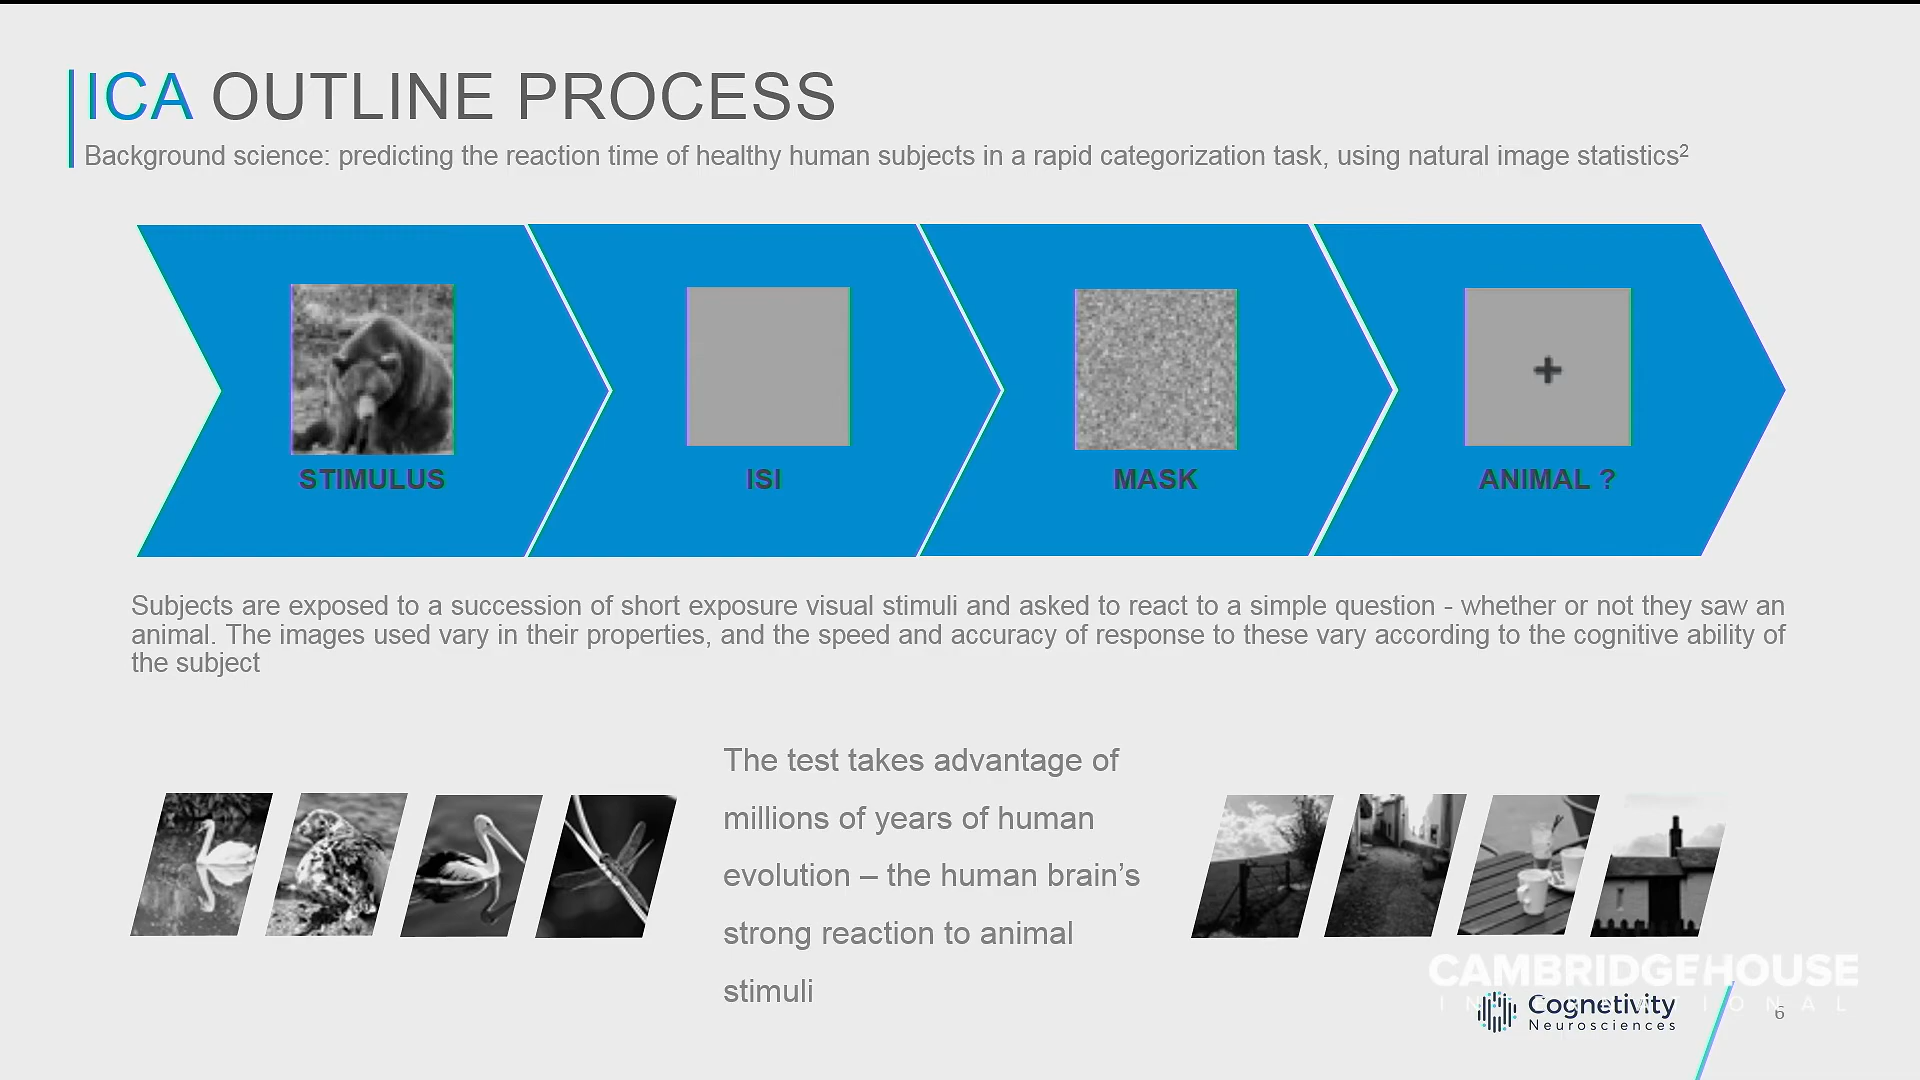 ICA OUTLINE PROCESS
Background science: predicting the reaction time of healthy human subjects in a rapid categorization task, using natural image statistics²
STIMULUS
ISI
MASK
ANIMAL ?
Subjects are exposed to a succession of short exposure visual stimuli and asked to react to a simple question - whether or not they saw an
animal. The images used vary in their properties, and the speed and accuracy of response to these vary according to the cognitive ability of
the subject
The test takes advantage of
millions of years of human
evolution – the human brain’s
strong reaction to animal
stimuli
CAMBRIDGEHOUSE
INTERNATIONAL
Cognetivity
Neurosciences
6